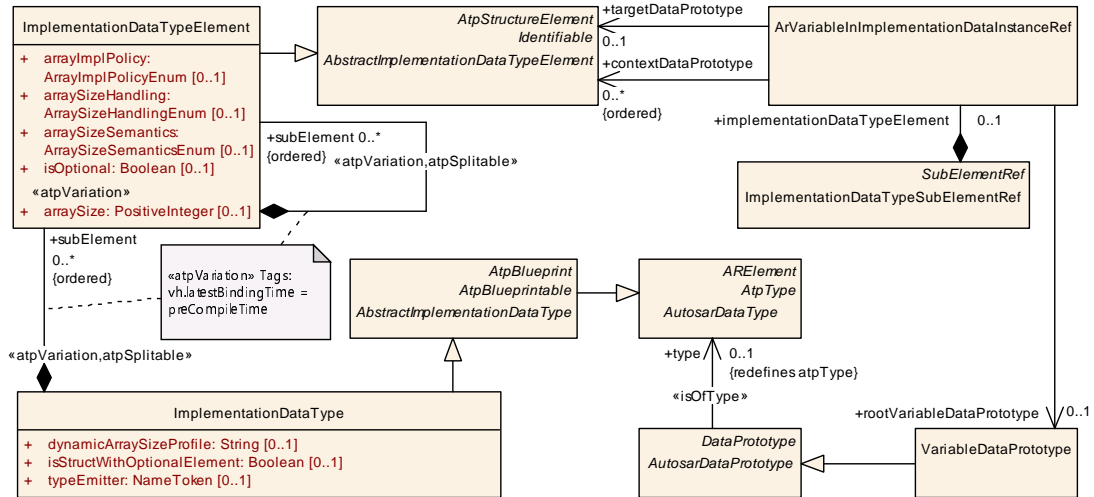 ImplementationDataTypeElement
+ arrayImplPolicy:
ArrayImplPolicyEnum [0..1]
+ arraySizeHandling:
ArraySizeHandlingEnum [0..1]
+ arraySizeSemantics:
ArraySizeSemanticsEnum [0..1]
+ isOptional: Boolean [0..1]
«atpVariation»
+ arraySize: PositiveInteger [0..1]
AtpStructureElement
Identifiable
AbstractImplementationDataTypeElement
+targetDataPrototype
0..1
+contextDataPrototype
0..*
{ordered}
ArVariableInImplementationDataInstanceRef
+subElement 0..*
{ordered}
«atpVariation,atpSplitable»
+implementationDataTypeElement 0..1
SubElementRef
ImplementationDataTypeSubElementRef
+subElement
0..*
{ordered}
«atpVariation» Tags:
vh.latestBindingTime =
preCompileTime
«atpVariation,atpSplitable»
AtpBlueprint
AtpBlueprintable
AbstractImplementationDataType
ARElement
AtpType
AutosarDataType
+type 0..1
{redefines atpType}
«isOfType»
ImplementationDataType
+ dynamicArraySizeProfile: String [0..1]
+ isStructWithOptionalElement: Boolean [0..1]
+ typeEmitter: NameToken [0..1]
DataPrototype
AutosarDataPrototype
+rootVariableDataPrototype 0..1
VariableDataPrototype